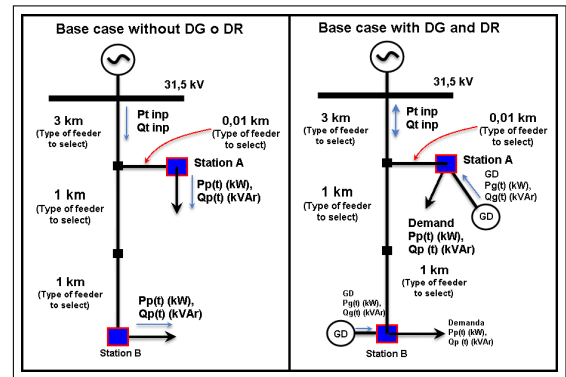 Base case without DG o DR
31,5 kV
3 km
(Type of feeder
to select)
Pt inp
Qt inp
0,01 km
(Type of feeder
to select)
Station A
Pp(t) (kW),
Qp(t) (kVAr)
1 km
(Type of feeder
to select)
1 km
(Type of feeder
to select)
Pp(t) (kW),
Qp(t) (kVAr)
Station B
Base case with DG and DR
31,5 kV
3 km
(Type of feeder
to select)
Pt inp
Qt inp
0,01 km
(Type of feeder
to select)
Station A
GD
Pg(t) (kW),
Qg(t) (kVAr)
GD
1 km
(Type of feeder
to select)
Demand
Pp(t) (kW),
Qp (t) (kVAr)
1 km
(Type of feeder
to select)
GD
Pg(t) (kW),
Qg(t) (kVAr)
GD
Demanda
Pp(t) (kW),
Qp (t) (kVAr)
Station B